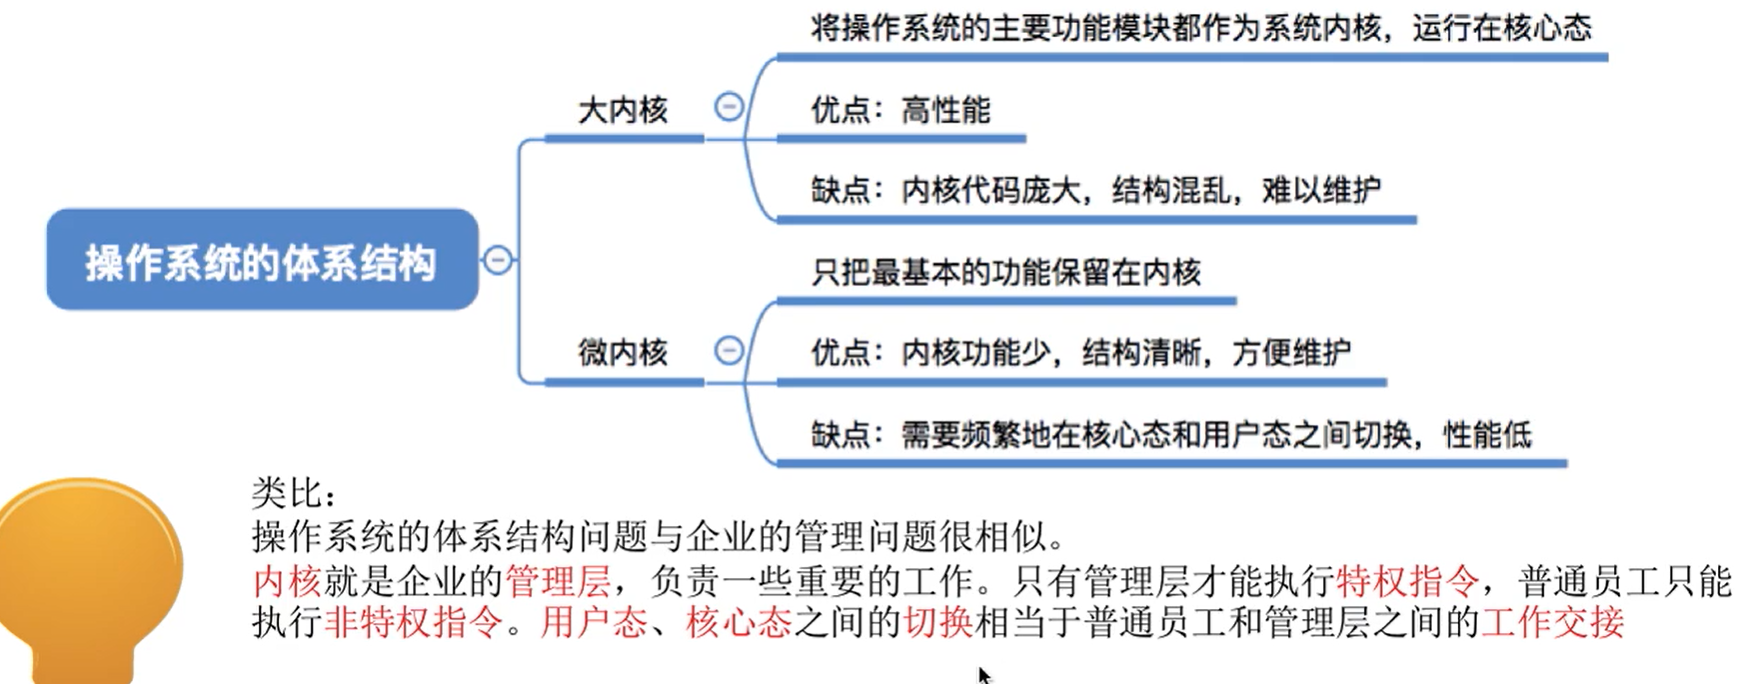 将操作系统的主要功能模块都作为系统内核，运行在核心态
大内核
优点：高性能
缺点：内核代码庞大，结构混乱，难以维护
操作系统的体系结构
只把最基本的功能保留在内核
微内核
优点：内核功能少，结构清晰，方便维护
缺点：需要频繁地在核心态和用户态之间切换，性能低
类比：
操作系统的体系结构问题与企业的管理问题很相似。
内核就是企业的管理层，负责一些重要的工作。只有管理层才能执行特权指令，普通员工只能
执行非特权指令。用户态、核心态之间的切换相当于普通员工和管理层之间的工作交接